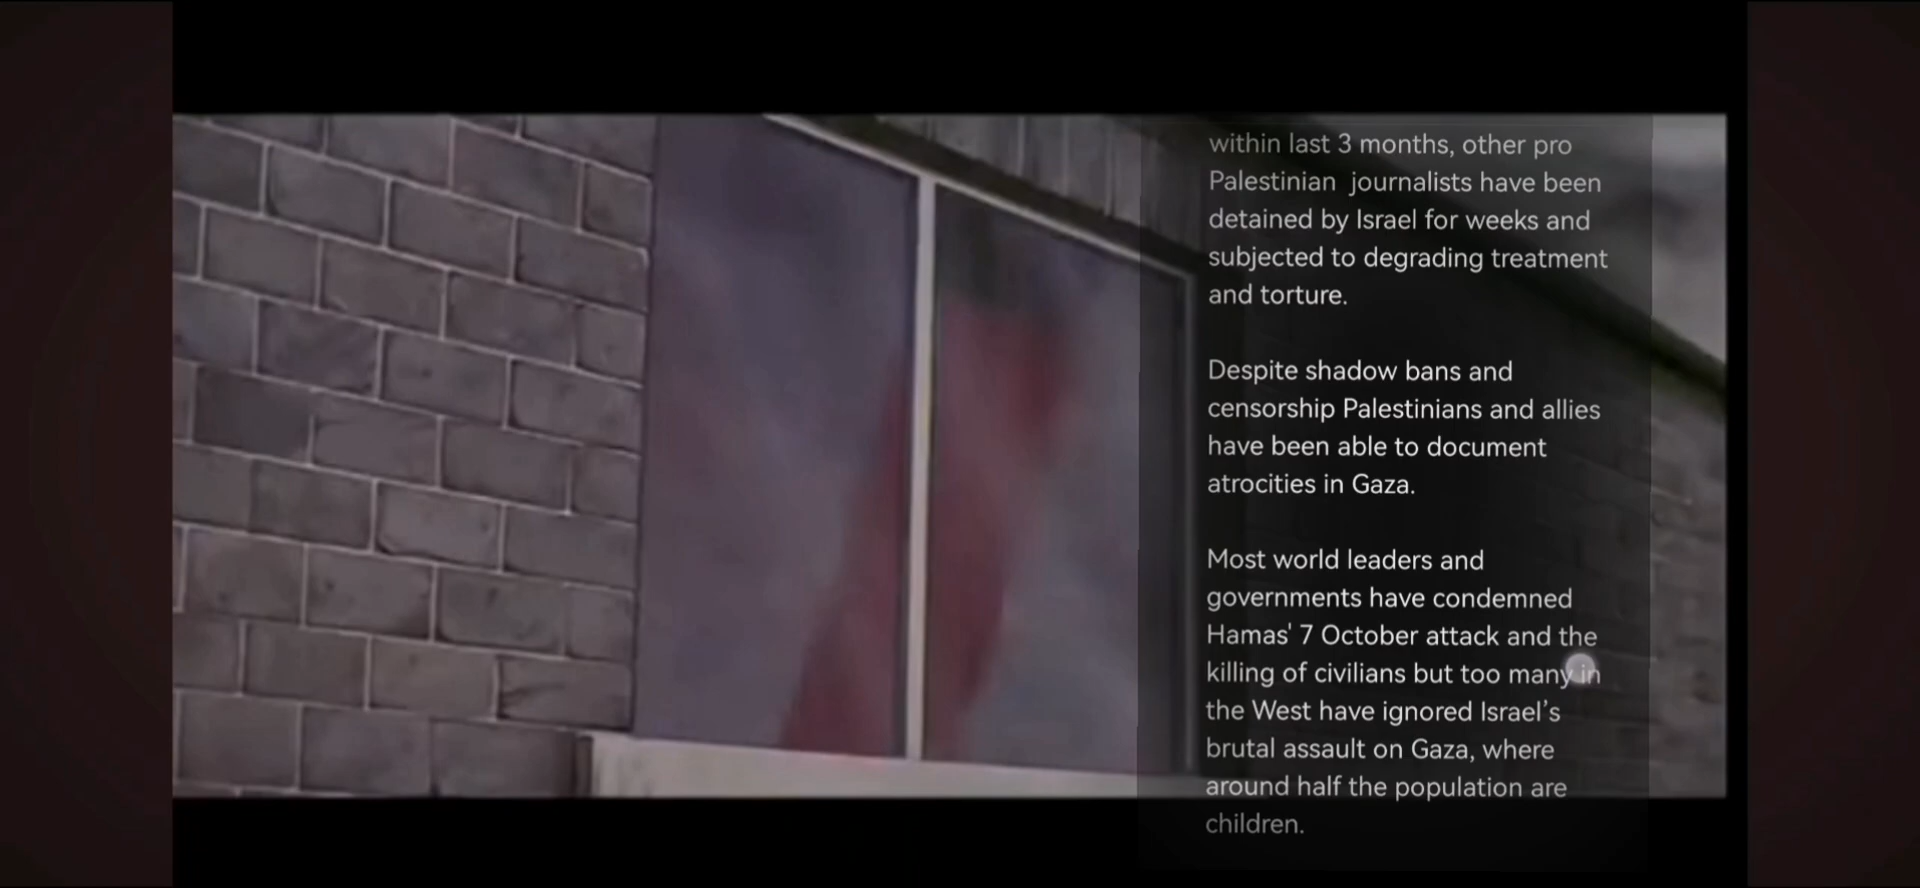 within last 3 months, other pro
Palestinian journalists have been
detained by Israel for weeks and
subjected to degrading treatment
and torture.
Despite shadow bans and
censorship Palestinians and allies
have been able to document
atrocities in Gaza.
Most world leaders and
governments have condemned
Hamas' 7 October attack and the
killing of civilians but too many in
the West have ignored Israel’s
brutal assault on Gaza, where
around half the population are
children.